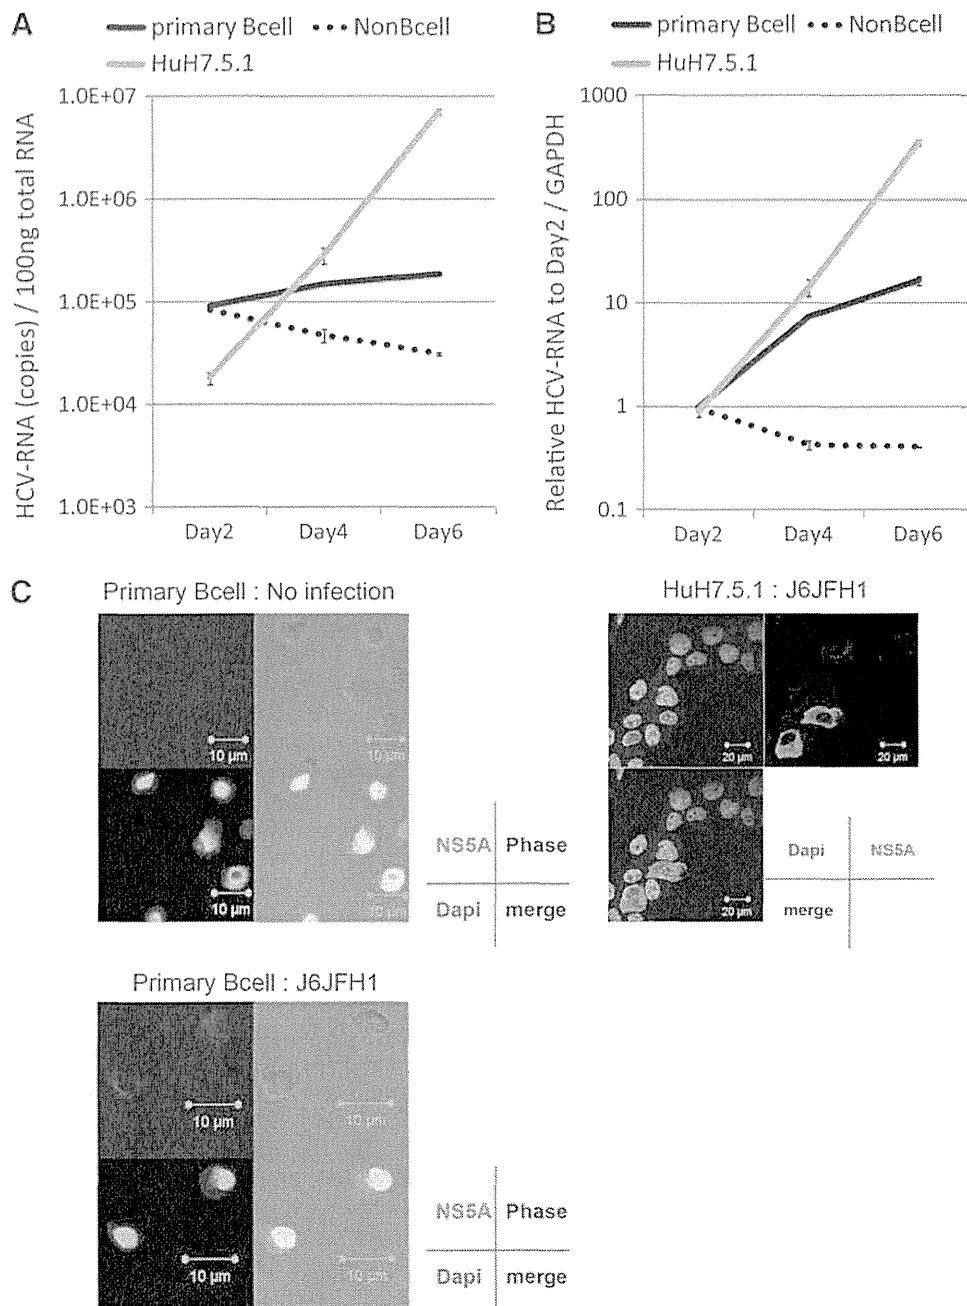 A
primary Bcell NonBcell
HuH7.5.1
HCV-RNA (copies) / 100ng total RNA
1.0E+07
1.0E+06
1.0E+05
1.0E+04
1.0E+03
Day2 Day4 Day6
B
primary Bcell NonBcell
HuH7.5.1
Relative HCV-RNA to Day2 / GAPDH
1000
100
10
1
0.1
Day2 Day4 Day6
C
Primary Bcell : No infection
10 µm 10 µm
10 µm 10 µm
NS5A Phase
Dapi merge
HuH7.5.1 : J6JFH1
20 µm 20 µm
20 µm
Dapi NS5A
merge
Primary Bcell : J6JFH1
10 µm 10 µm
10 µm 10 µm
NS5A Phase
Dapi merge